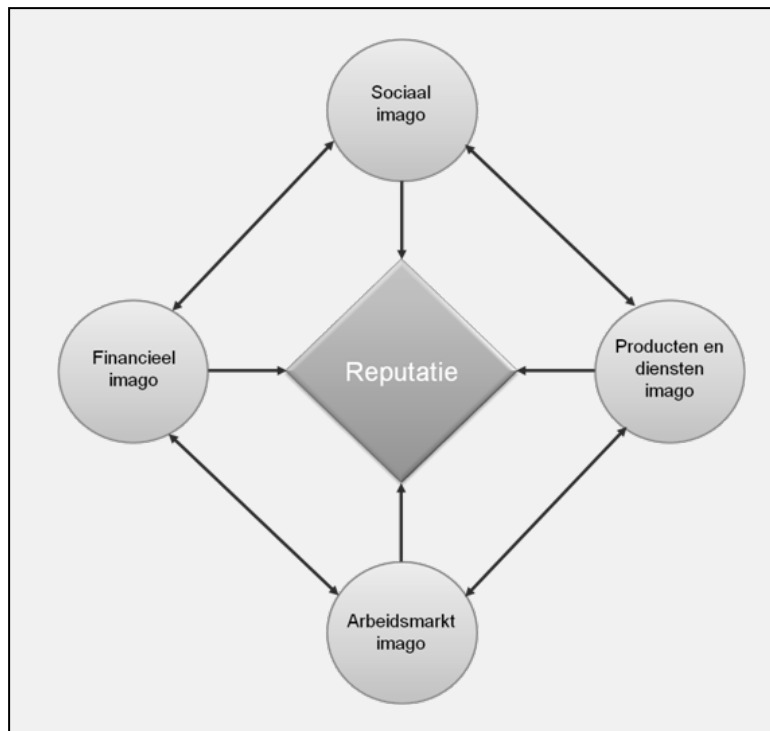 Sociaal
imago
Financieel
imago
Reputatie
Producten en
diensten
imago
Arbeidsmarkt
imago